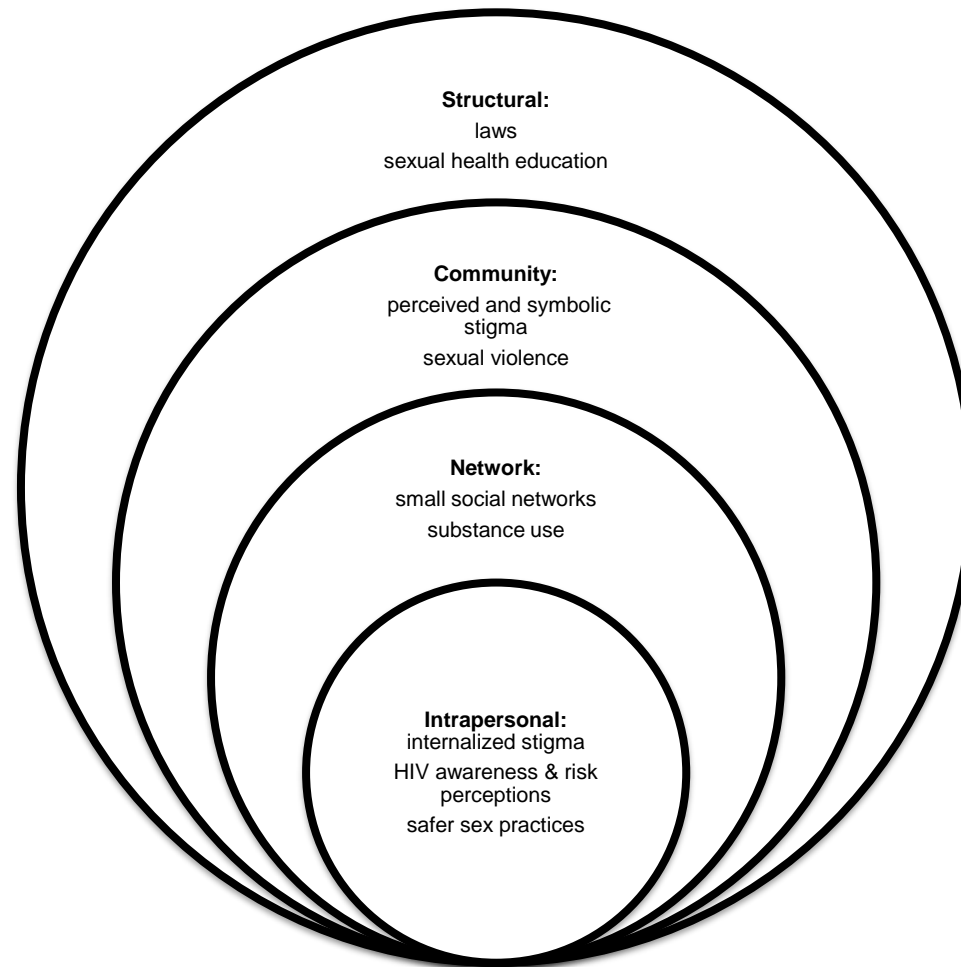 Structural:
laws
sexual health education
Community:
perceived and symbolic
stigma
sexual violence
Network:
small social networks
substance use
Intrapersonal:
internalized stigma
HIV awareness & risk
perceptions
safer sex practices